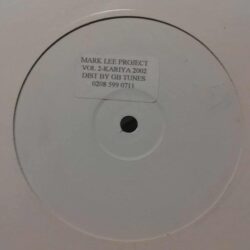 MARK LEE PROJECT
VOL 2-KARIYA 2002
DIST BY GB TUNES
0208 599 0711